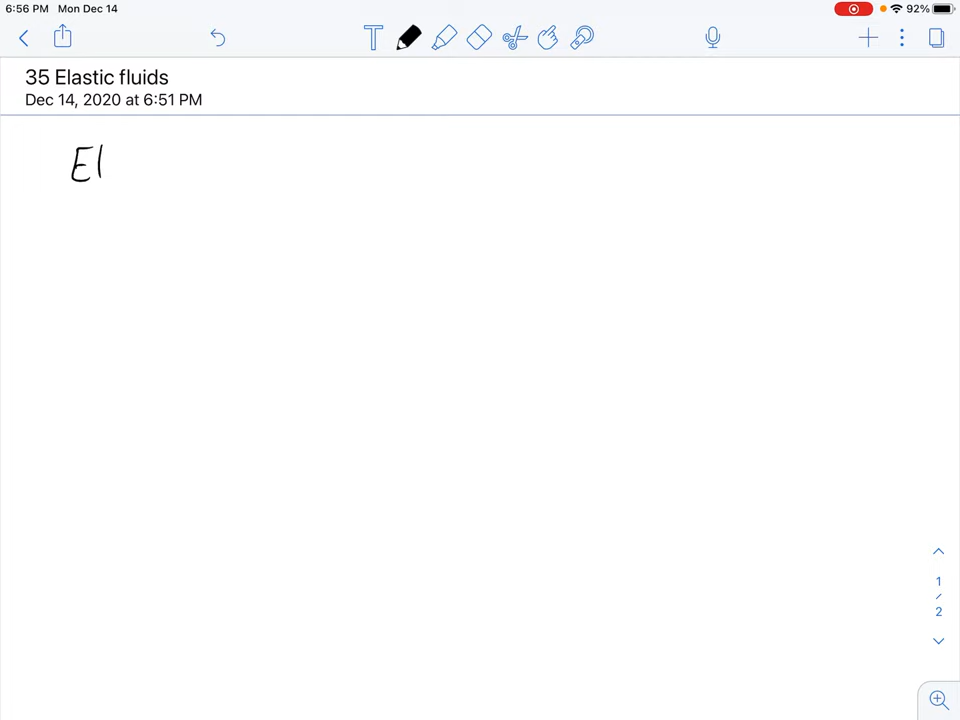 6:56 PM Mon Dec 14
92%
35 Elastic fluids
Dec 14, 2020 at 6:51 PM
El
1
/
2